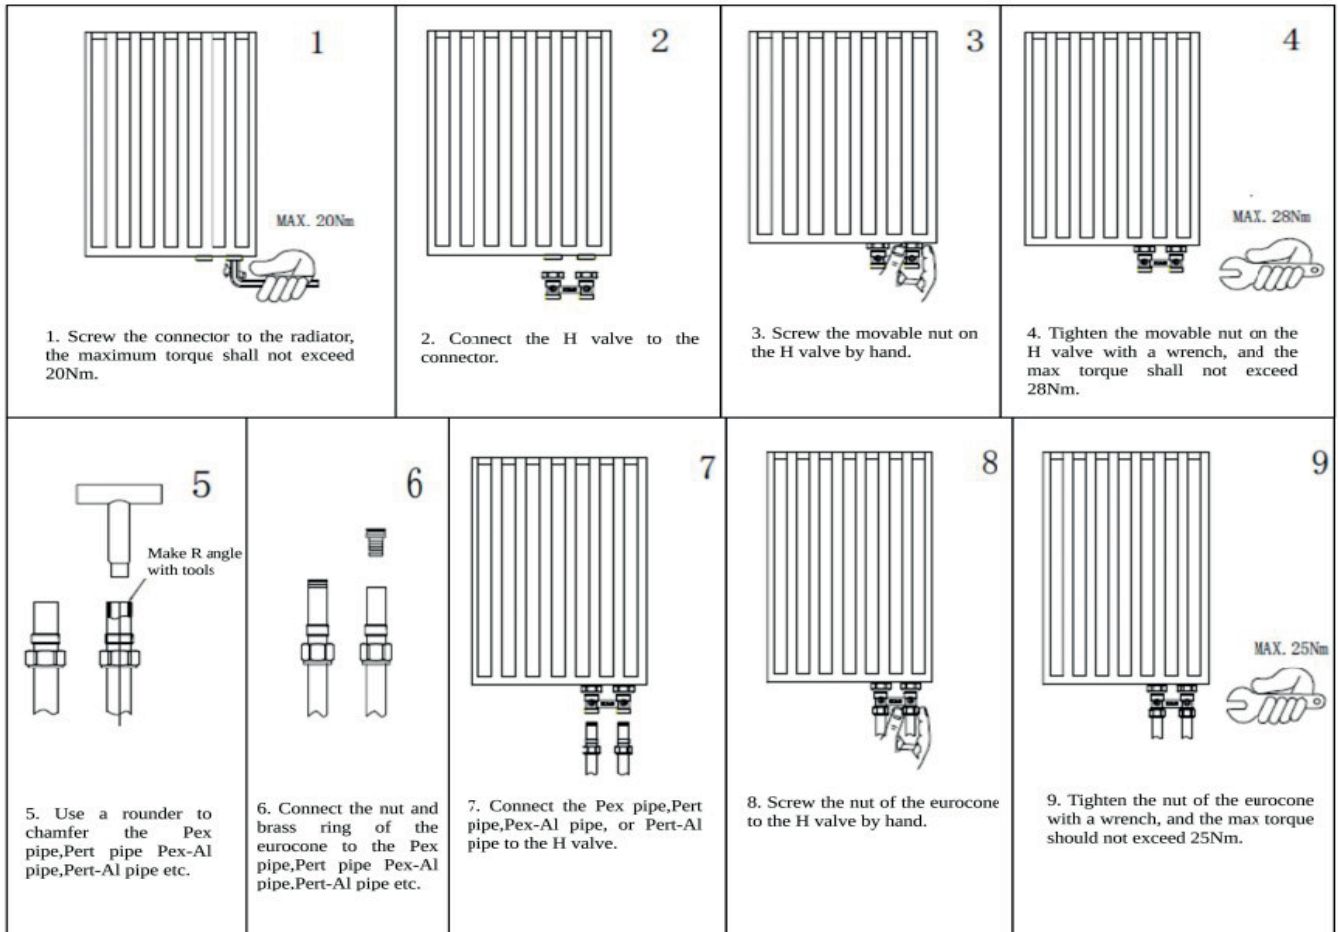 1
MAX. 20Nm
1. Screw the connector to the radiator,
the maximum torque shall not exceed
20Nm.
2
2. Connect the H valve to the
connector.
3
3. Screw the movable nut on
the H valve by hand.
4
MAX. 28Nm
4. Tighten the movable nut on the
H valve with a wrench, and the
max torque shall not exceed
28Nm.
5
Make R angle
with tools
5. Use a rounder to
chamfer the Pex
pipe,Pert pipe Pex-Al
pipe,Pert-Al pipe etc.
6
6. Connect the nut and
brass ring of the
eurocone to the Pex
pipe,Pert pipe Pex-Al
pipe,Pert-Al pipe etc.
7
7. Connect the Pex pipe,Pert
pipe,Pex-Al pipe, or Pert-Al
pipe to the H valve.
8
8. Screw the nut of the eurocone
to the H valve by hand.
9
MAX. 25Nm
9. Tighten the nut of the eurocone
with a wrench, and the max torque
should not exceed 25Nm.